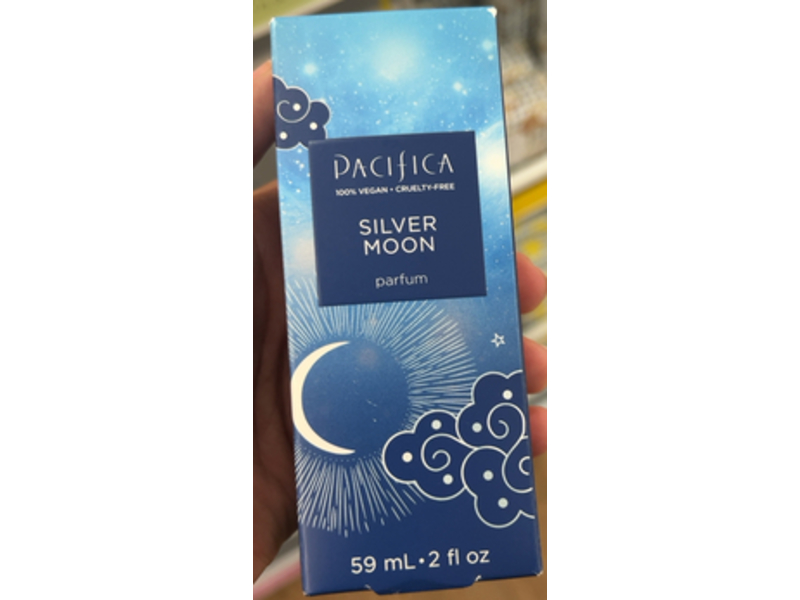 PACIFICA
100% VEGAN • CRUELTY-FREE
SILVER
MOON
parfum
59 mL • 2 fl oz